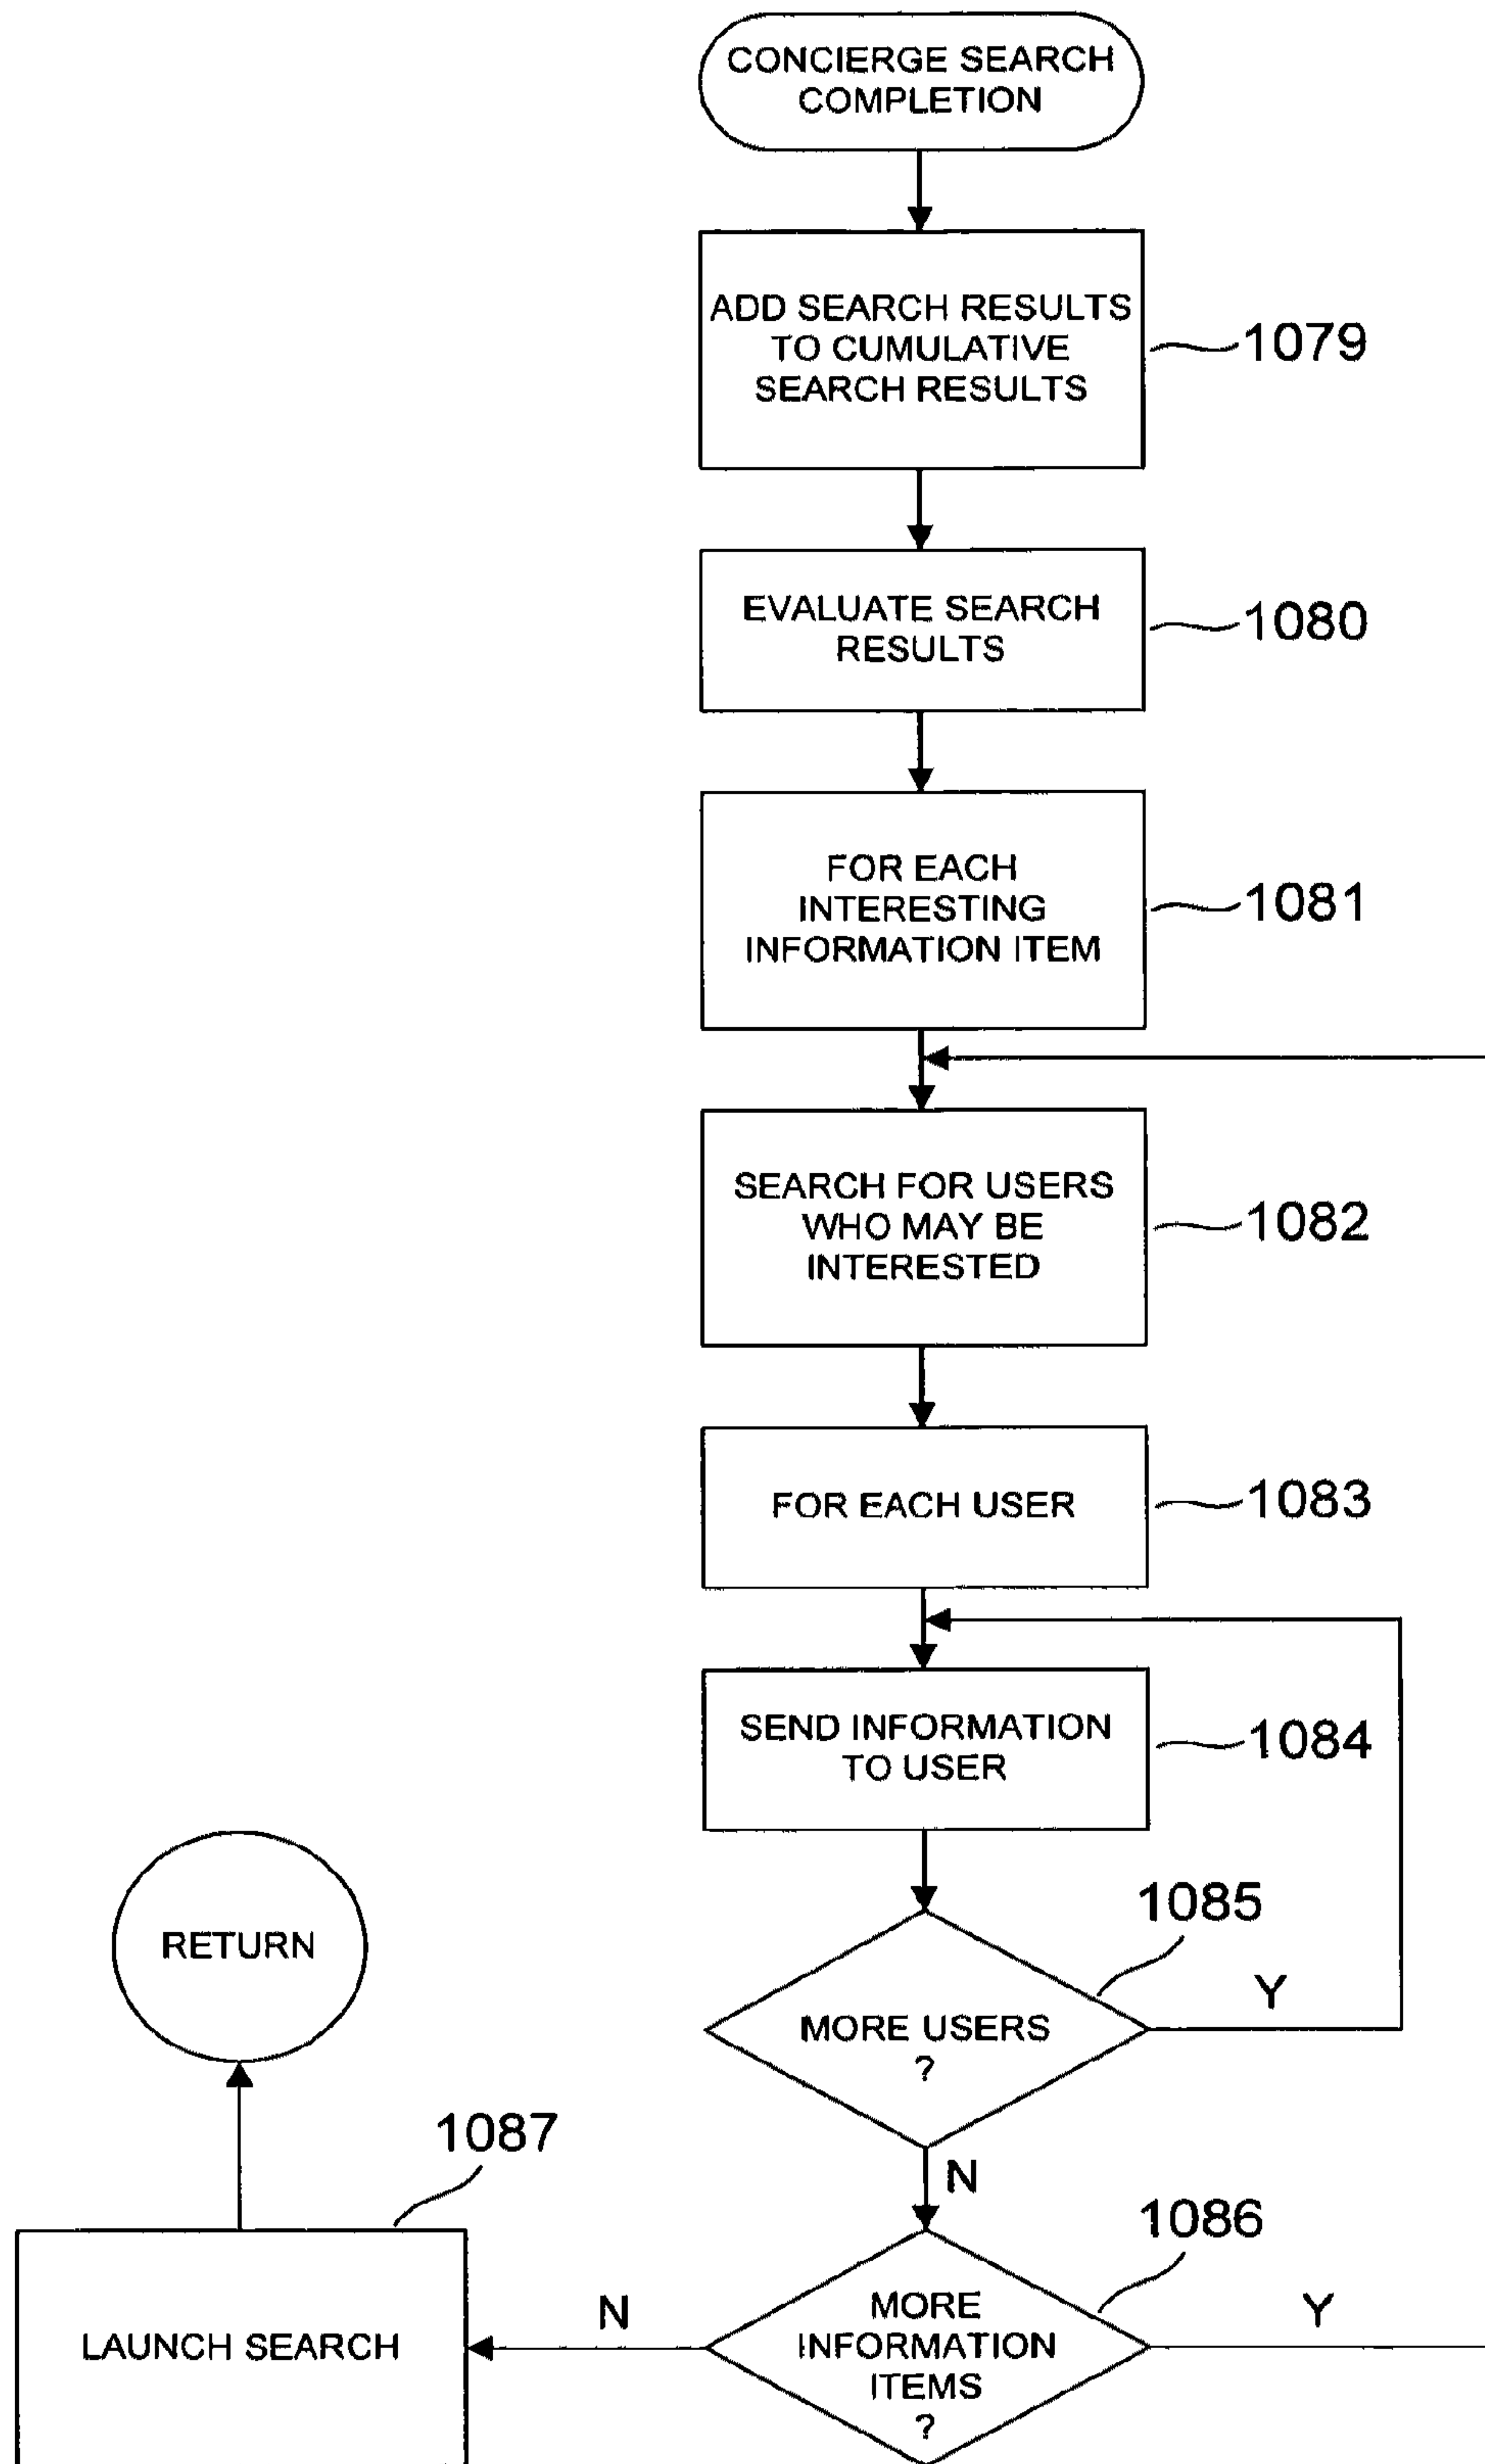 CONCIERGE SEARCH
COMPLETION
ADD SEARCH RESULTS
TO CUMULATIVE
SEARCH RESULTS
1079
EVALUATE SEARCH
RESULTS
1080
FOR EACH
INTERESTING
INFORMATION ITEM
1081
SEARCH FOR USERS
WHO MAY BE
INTERESTED
1082
FOR EACH USER
1083
SEND INFORMATION
TO USER
1084
1085
MORE USERS
?
Y
N
1086
MORE
INFORMATION
ITEMS
?
Y
N
1087
LAUNCH SEARCH
RETURN